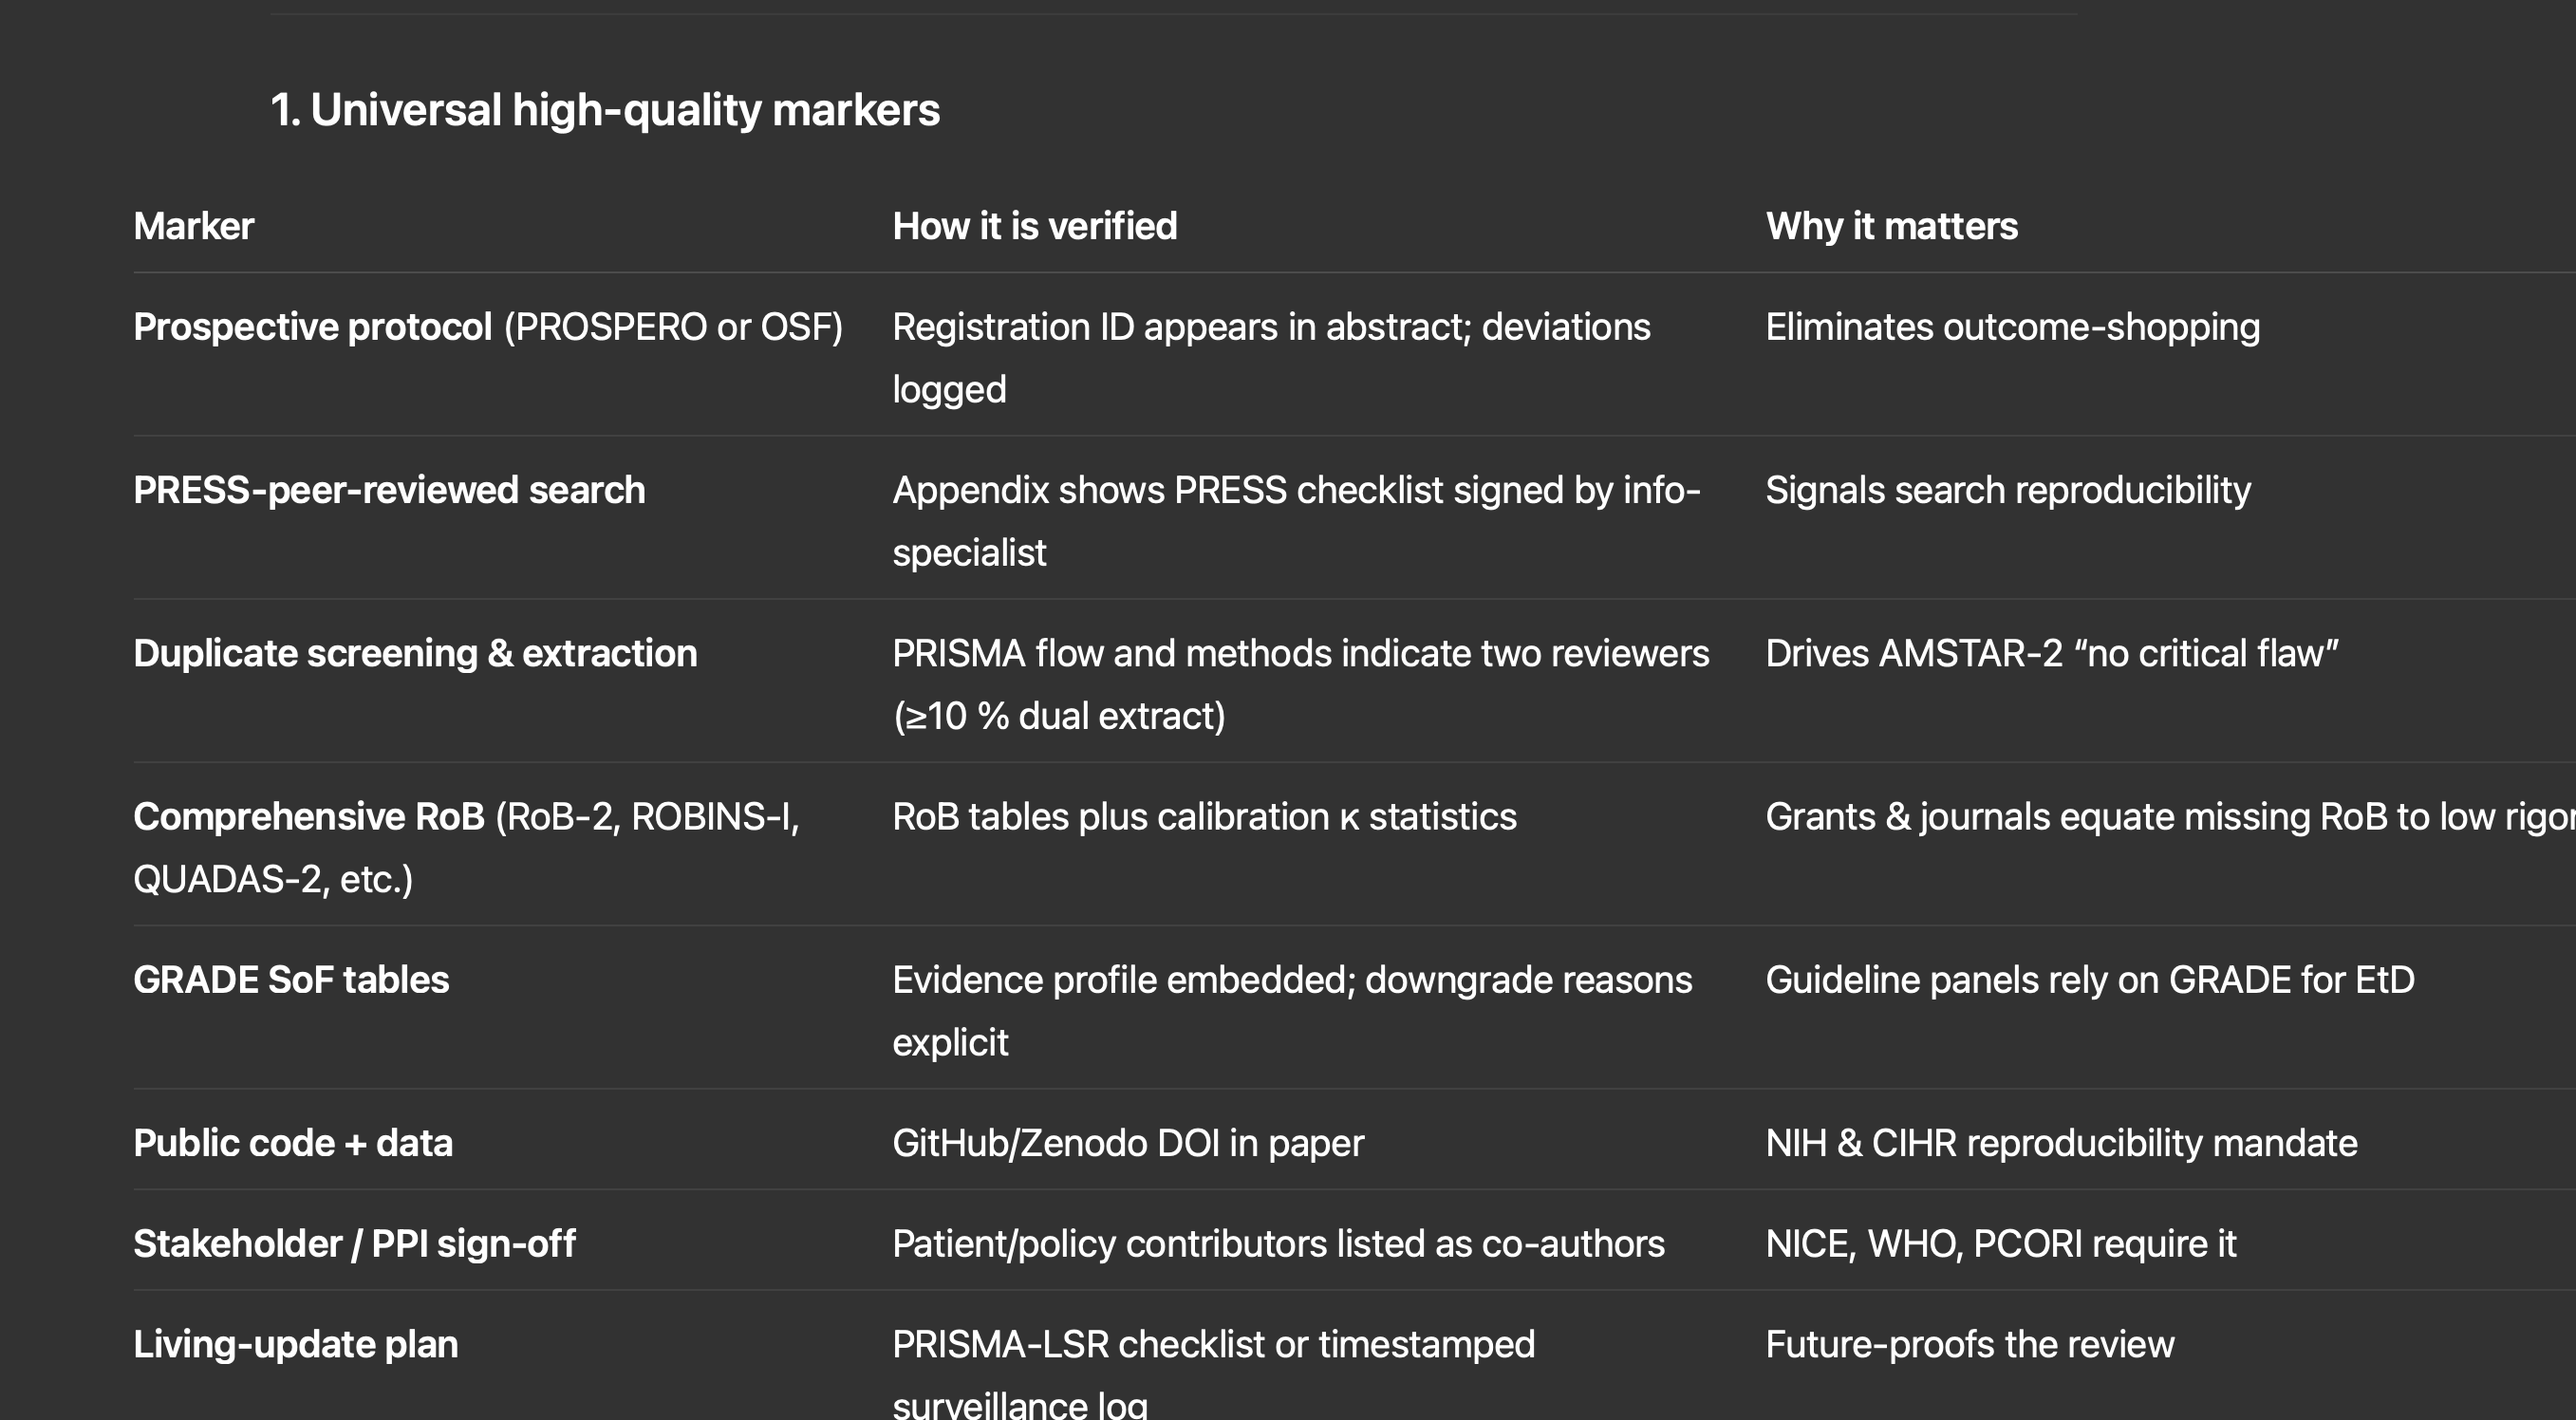 1. Universal high-quality markers
Marker How it is verified Why it matters
Prospective protocol (PROSPERO or OSF) Registration ID appears in abstract; deviations Eliminates outcome-shopping
logged
PRESS-peer-reviewed search Appendix shows PRESS checklist signed by info- Signals search reproducibility
specialist
Duplicate screening & extraction PRISMA flow and methods indicate two reviewers Drives AMSTAR-2 “no critical flaw”
(≥10 % dual extract)
Comprehensive RoB (RoB-2, ROBINS-I, RoB tables plus calibration κ statistics Grants & journals equate missing RoB to low rigor
QUADAS-2, etc.)
GRADE SoF tables Evidence profile embedded; downgrade reasons Guideline panels rely on GRADE for EtD
explicit
Public code + data GitHub/Zenodo DOI in paper NIH & CIHR reproducibility mandate
Stakeholder / PPI sign-off Patient/policy contributors listed as co-authors NICE, WHO, PCORI require it
Living-update plan PRISMA-LSR checklist or timestamped Future-proofs the review
surveillance log